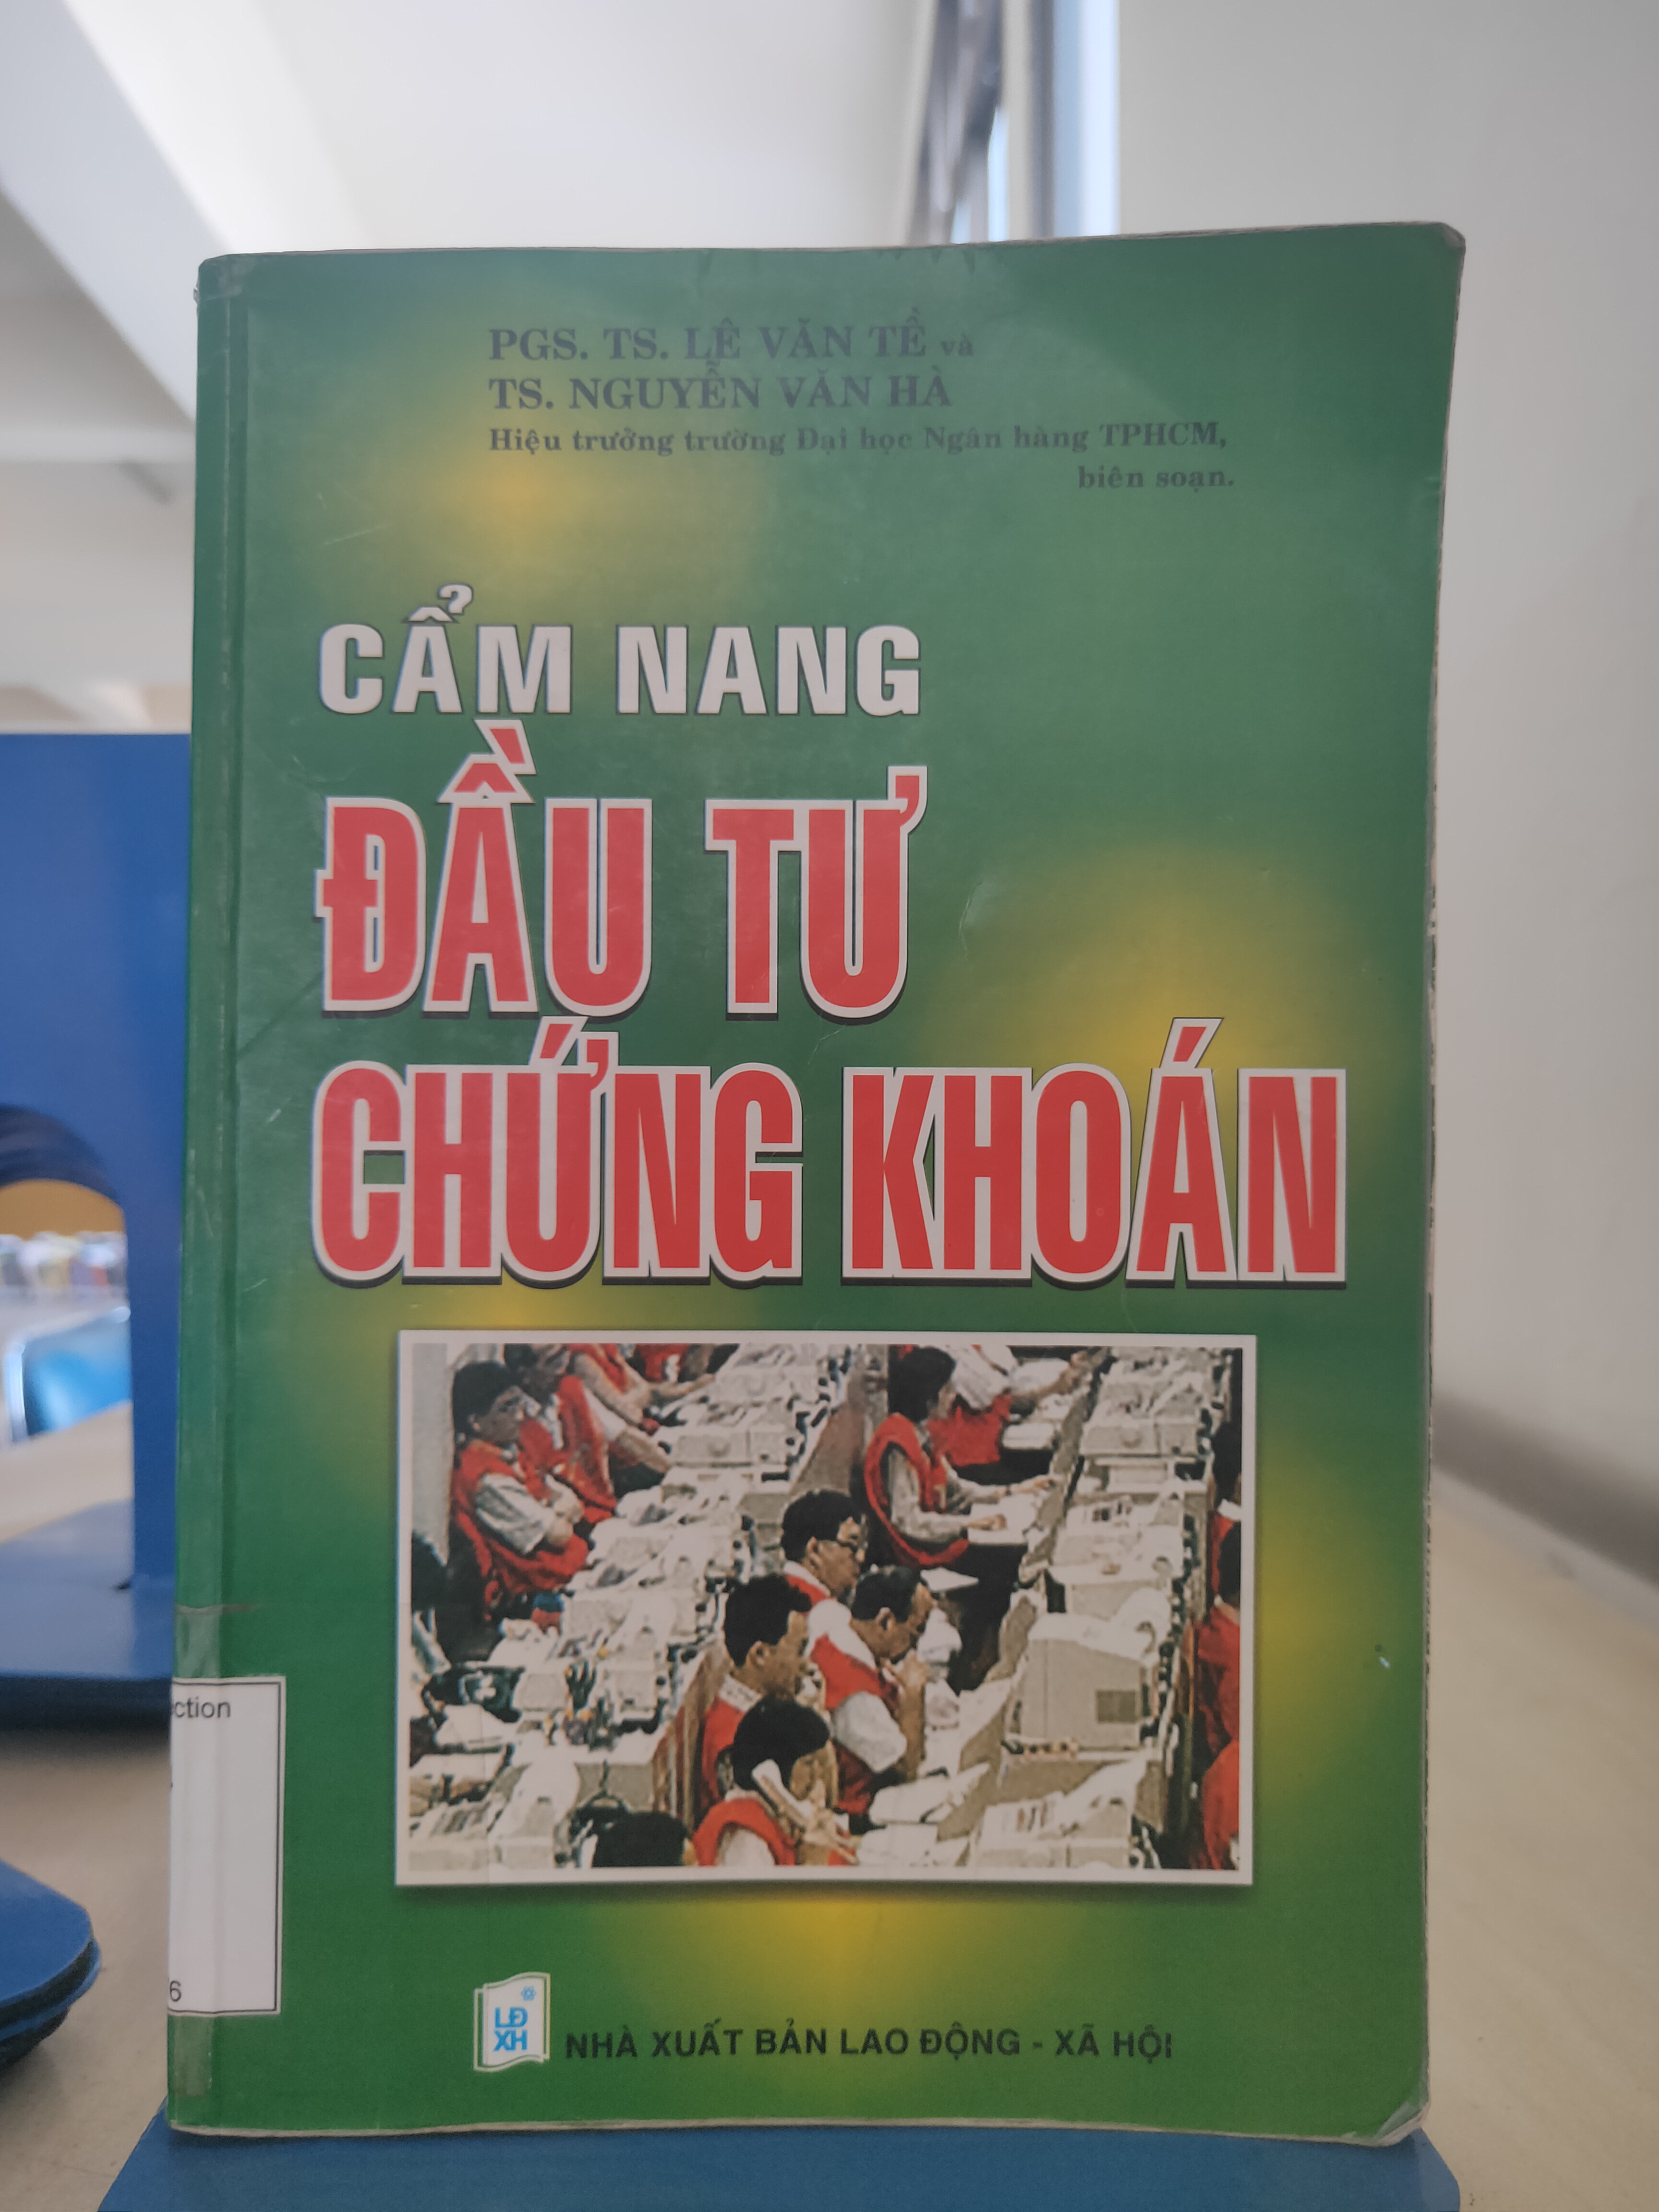 PGS. TS. LÊ VĂN TỀ và
TS. NGUYỄN VĂN HÀ
Hiệu trưởng trường Đại học Ngân hàng TPHCM,
biên soạn.
CẨM NANG
ĐẦU TƯ
CHỨNG KHOÁN
ction
6
LĐ
XH
NHÀ XUẤT BẢN LAO ĐỘNG - XÃ HỘI